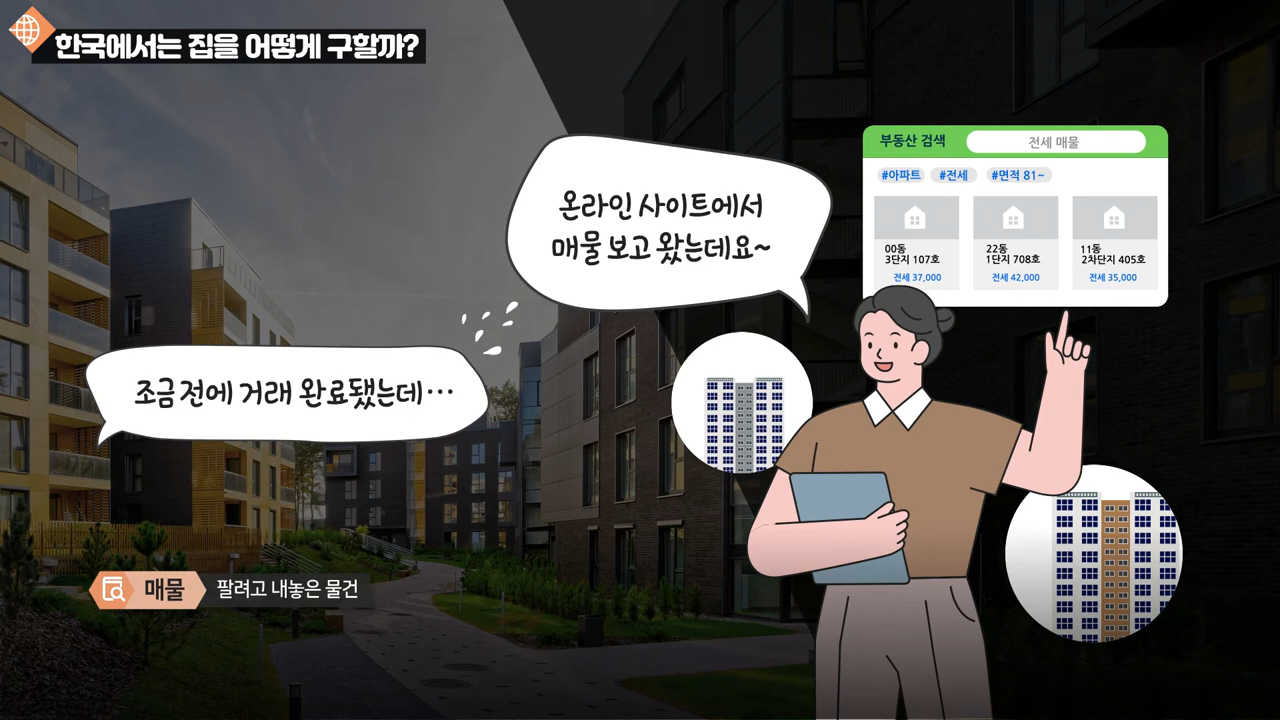 한국에서는 집을 어떻게 구할까?
부동산 검색
전세 매물
#아파트 #전세 #면적 81~
00동
3단지 107호
전세 37,000
22동
1단지 708호
전세 42,000
11동
2차단지 405호
전세 35,000
온라인 사이트에서
매물 보고 왔는데요~
조금 전에 거래 완료됐는데…
매물 팔려고 내놓은 물건